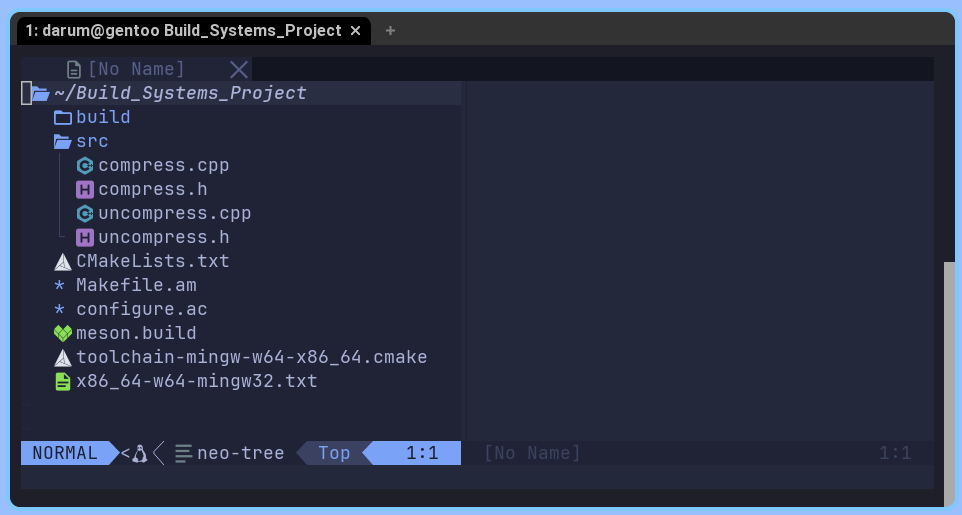 1: darum@gentoo Build_Systems_Project
[No Name]
~/Build_Systems_Project
build
src
compress.cpp
compress.h
uncompress.cpp
uncompress.h
CMakeLists.txt
* Makefile.am
* configure.ac
meson.build
toolchain-mingw-w64-x86_64.cmake
x86_64-w64-mingw32.txt
NORMAL < neo-tree Top 1:1 [No Name] 1:1